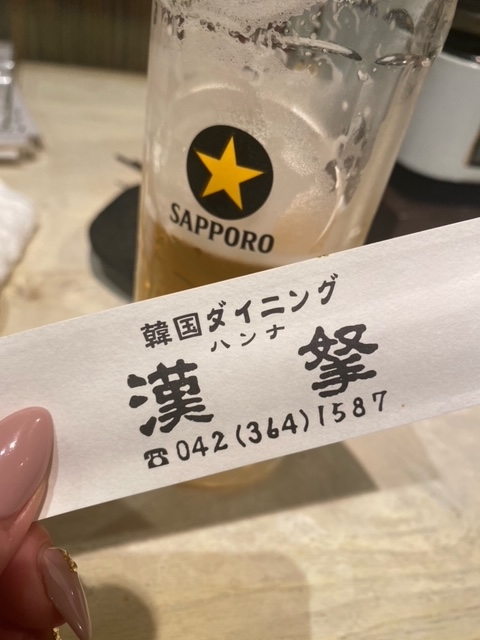 SAPPORO
韓国ダイニング
ハンナ
漢拏
☎042(364)1587